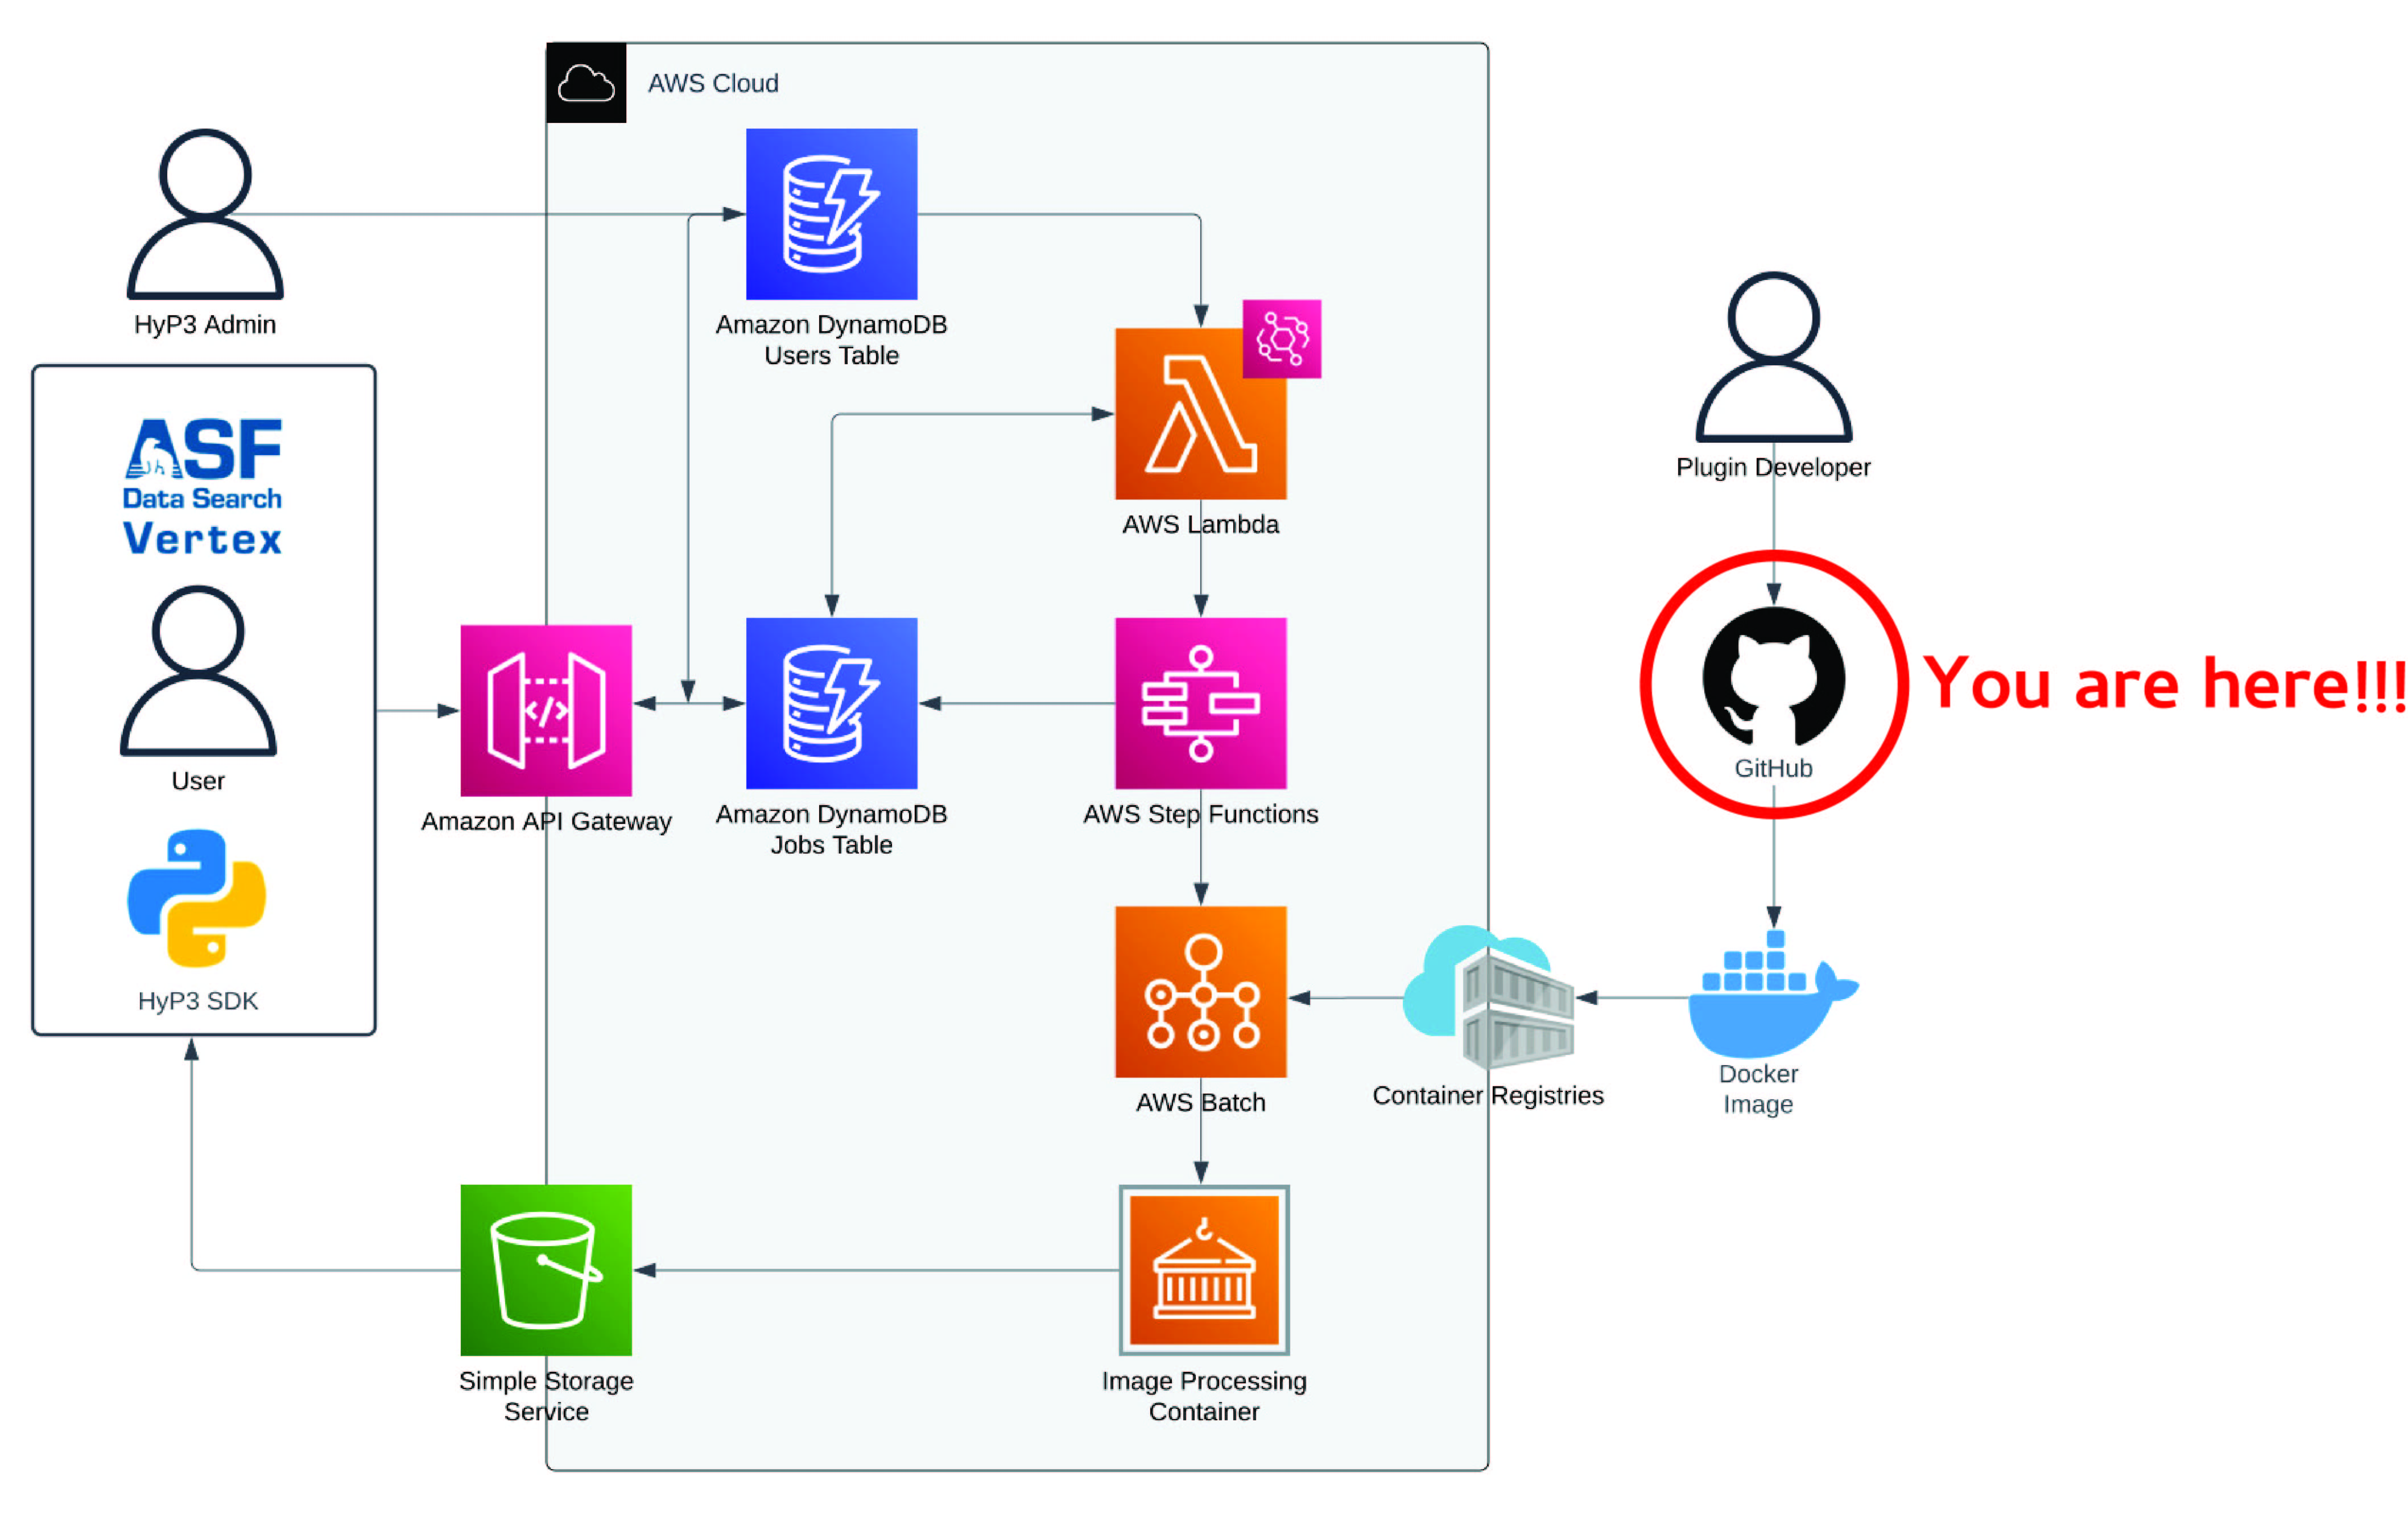 AWS Cloud
HyP3 Admin
Amazon DynamoDB
Users Table
ASF
Data Search
Vertex
AWS Lambda
Plugin Developer
User
Amazon API Gateway
Amazon DynamoDB
Jobs Table
AWS Step Functions
GitHub
You are here!!!
HyP3 SDK
AWS Batch
Container Registries
Docker
Image
Simple Storage
Service
Image Processing
Container